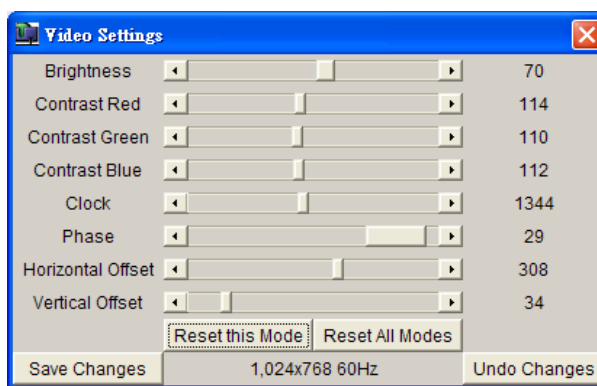 Video Settings
Brightness 70
Contrast Red 114
Contrast Green 110
Contrast Blue 112
Clock 1344
Phase 29
Horizontal Offset 308
Vertical Offset 34
Reset this Mode Reset All Modes
Save Changes 1,024x768 60Hz Undo Changes